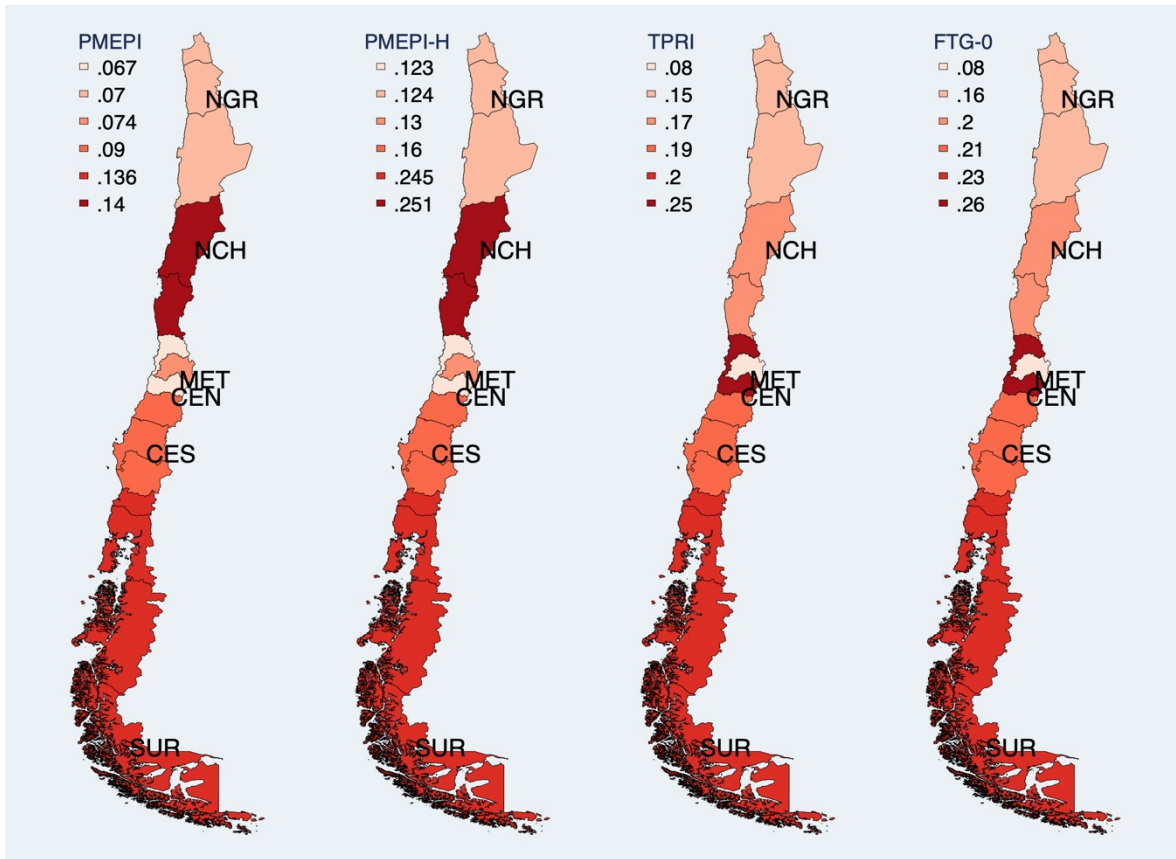 PMEPI
.067
.07
.074
.09
.136
.14
NGR
NCH
MET
CEN
CES
SUR
PMEPI-H
.123
.124
.13
.16
.245
.251
NGR
NCH
MET
CEN
CES
SUR
TPRI
.08
.15
.17
.19
.2
.25
NGR
NCH
MET
CEN
CES
SUR
FTG-0
.08
.16
.2
.21
.23
.26
NGR
NCH
MET
CEN
CES
SUR